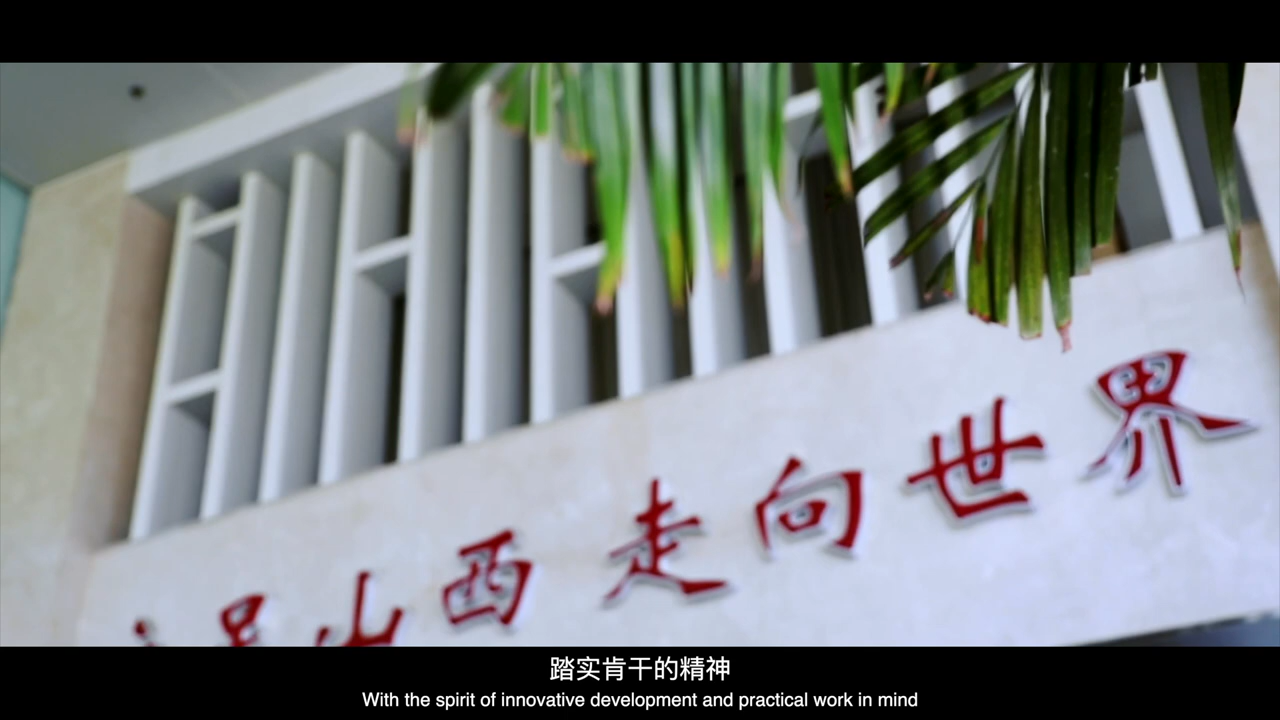 山西走向世界
踏实肯干的精神
With the spirit of innovative development and practical work in mind